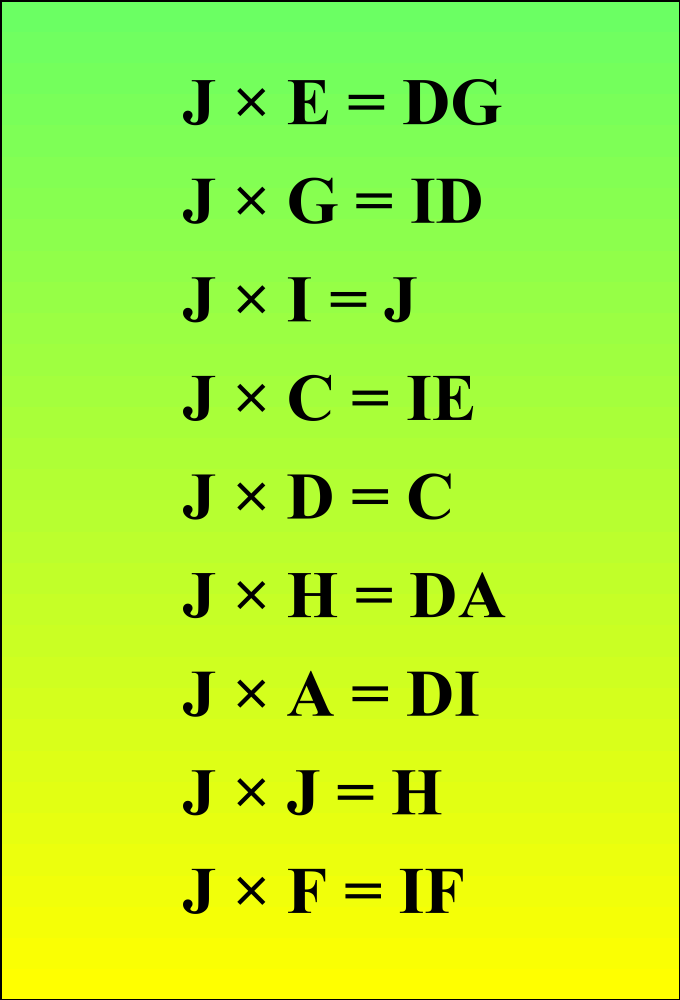 J × E = DG
J × G = ID
J × I = J
J × C = IE
J × D = C
J × H = DA
J × A = DI
J × J = H
J × F = IF